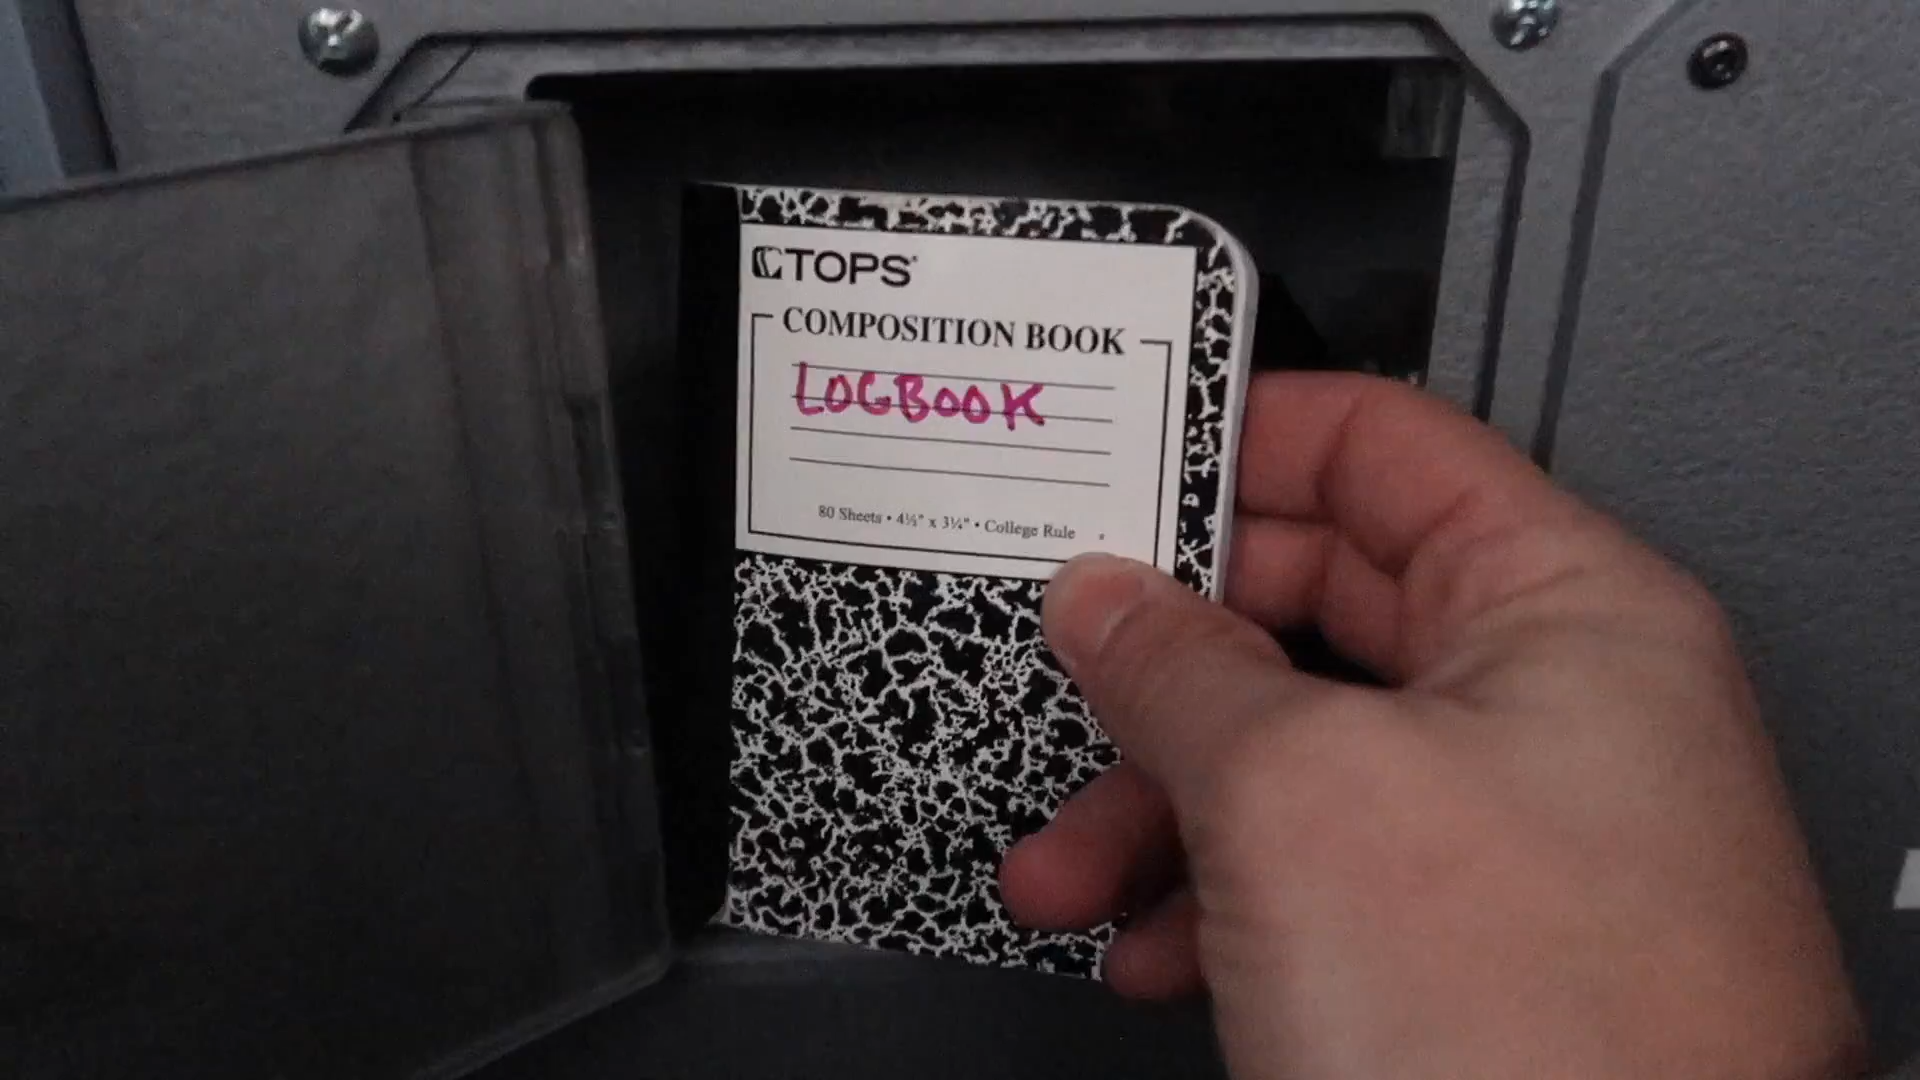 TOPS®
COMPOSITION BOOK
LOGBOOK
80 Sheets • 4½" x 3¼" • College Rule